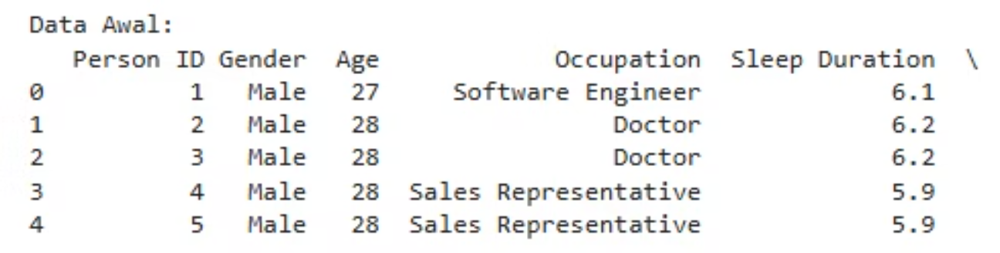 Data Awal:
Person ID Gender Age Occupation Sleep Duration \
0 1 Male 27 Software Engineer 6.1
1 2 Male 28 Doctor 6.2
2 3 Male 28 Doctor 6.2
3 4 Male 28 Sales Representative 5.9
4 5 Male 28 Sales Representative 5.9